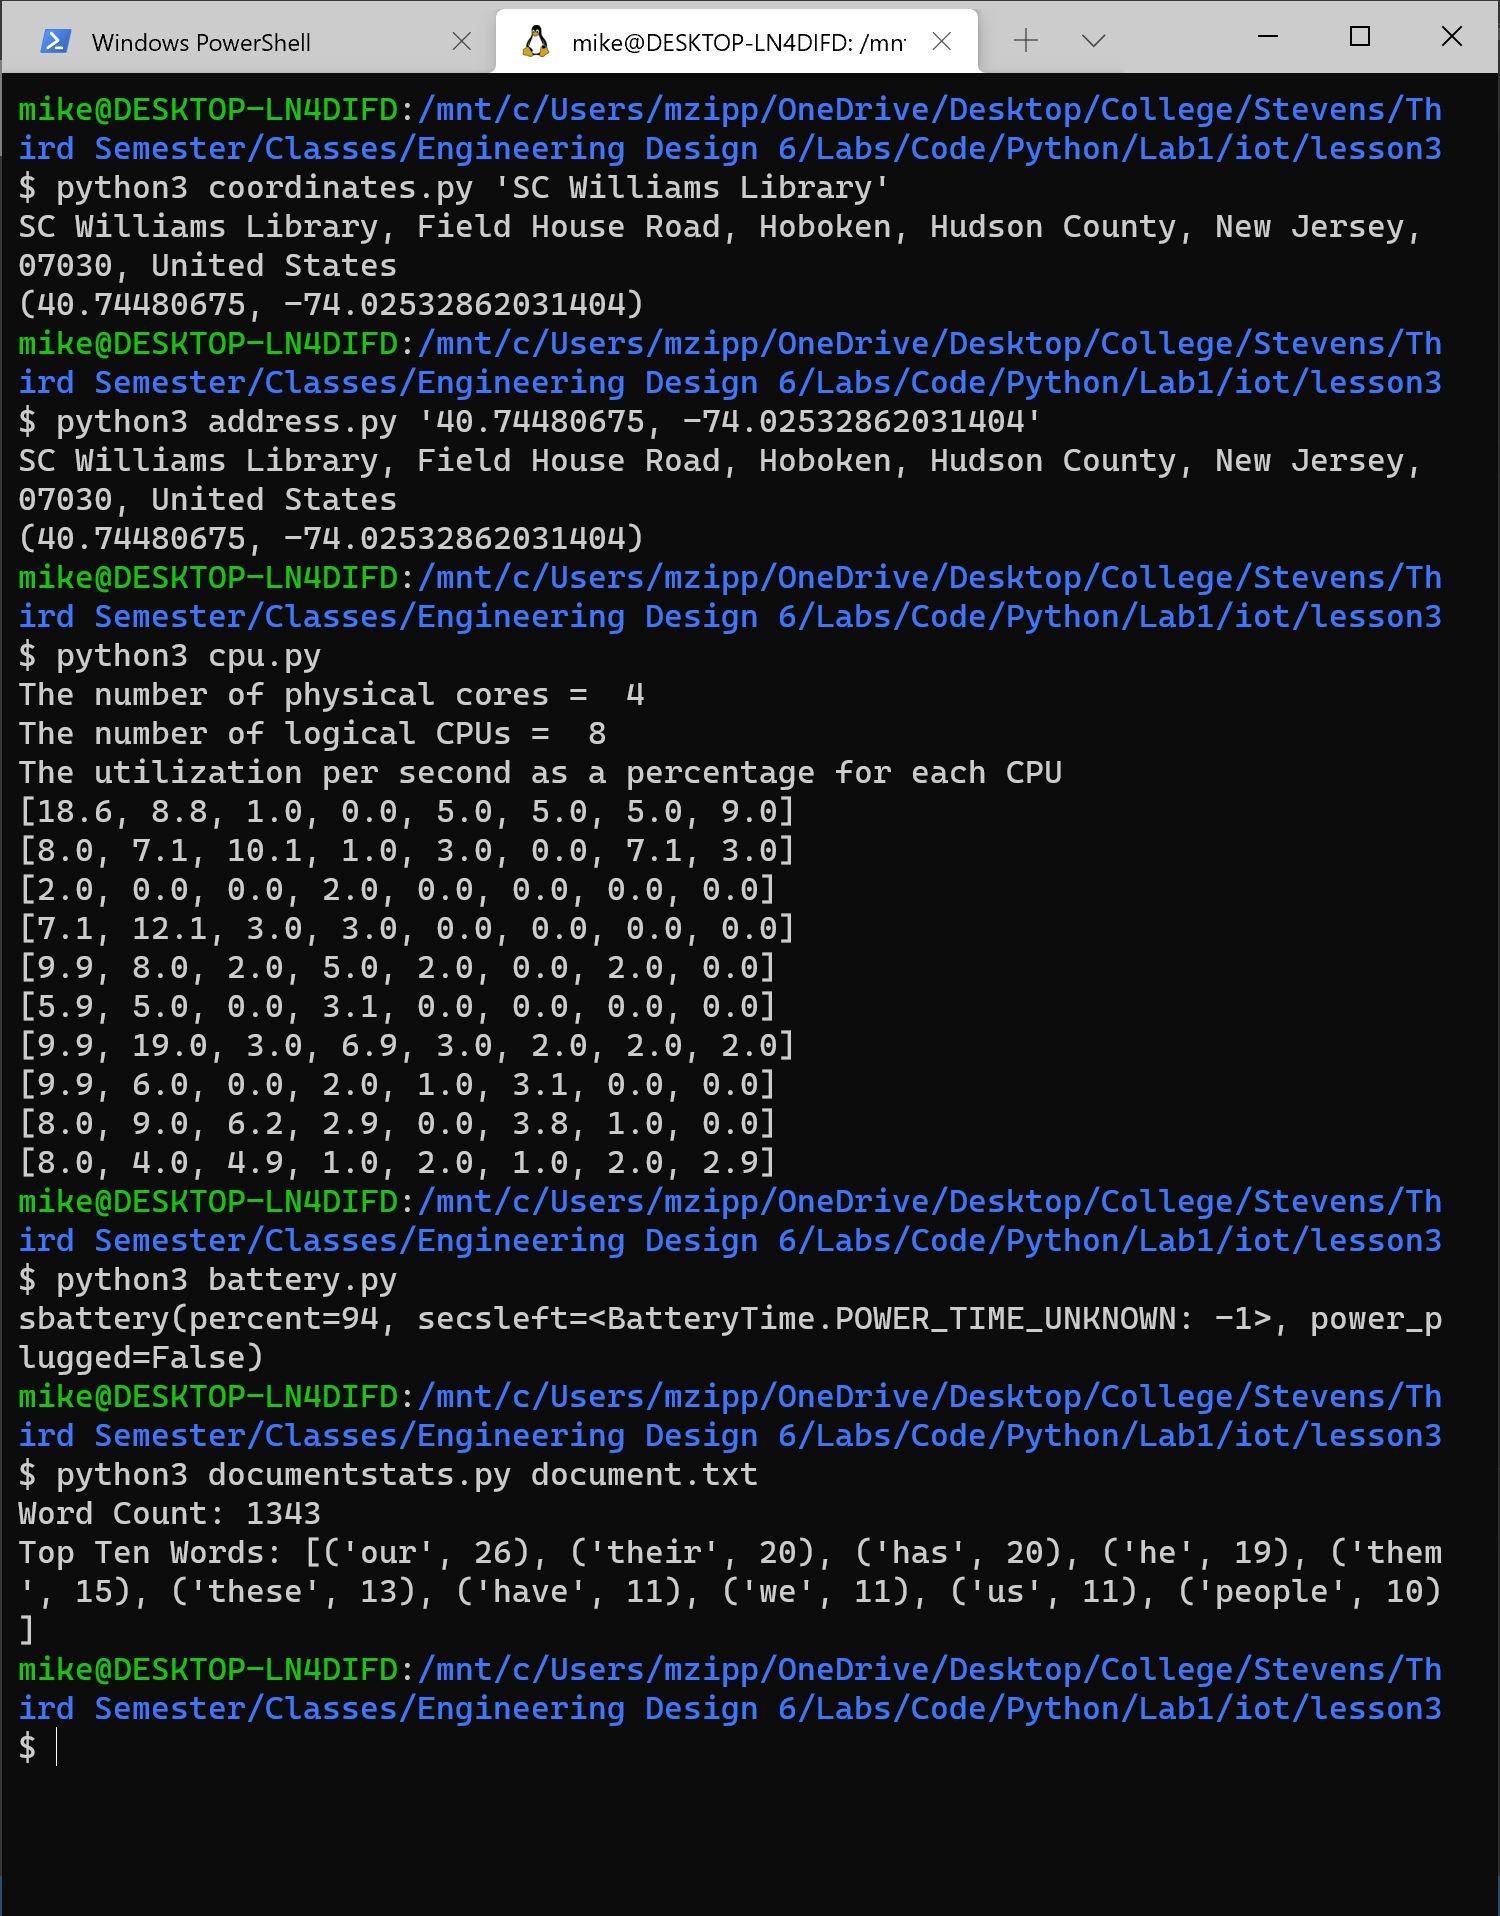 Windows PowerShell
mike@DESKTOP-LN4DIFD: /mn
mike@DESKTOP-LN4DIFD:/mnt/c/Users/mzipp/OneDrive/Desktop/College/Stevens/Th
ird Semester/Classes/Engineering Design 6/Labs/Code/Python/Lab1/iot/lesson3
$ python3 coordinates.py 'SC Williams Library'
SC Williams Library, Field House Road, Hoboken, Hudson County, New Jersey,
07030, United States
(40.74480675, -74.02532862031404)
mike@DESKTOP-LN4DIFD:/mnt/c/Users/mzipp/OneDrive/Desktop/College/Stevens/Th
ird Semester/Classes/Engineering Design 6/Labs/Code/Python/Lab1/iot/lesson3
$ python3 address.py '40.74480675, -74.02532862031404'
SC Williams Library, Field House Road, Hoboken, Hudson County, New Jersey,
07030, United States
(40.74480675, -74.02532862031404)
mike@DESKTOP-LN4DIFD:/mnt/c/Users/mzipp/OneDrive/Desktop/College/Stevens/Th
ird Semester/Classes/Engineering Design 6/Labs/Code/Python/Lab1/iot/lesson3
$ python3 cpu.py
The number of physical cores =  4
The number of logical CPUs =  8
The utilization per second as a percentage for each CPU
[18.6, 8.8, 1.0, 0.0, 5.0, 5.0, 5.0, 9.0]
[8.0, 7.1, 10.1, 1.0, 3.0, 0.0, 7.1, 3.0]
[2.0, 0.0, 0.0, 2.0, 0.0, 0.0, 0.0, 0.0]
[7.1, 12.1, 3.0, 3.0, 0.0, 0.0, 0.0, 0.0]
[9.9, 8.0, 2.0, 5.0, 2.0, 0.0, 2.0, 0.0]
[5.9, 5.0, 0.0, 3.1, 0.0, 0.0, 0.0, 0.0]
[9.9, 19.0, 3.0, 6.9, 3.0, 2.0, 2.0, 2.0]
[9.9, 6.0, 0.0, 2.0, 1.0, 3.1, 0.0, 0.0]
[8.0, 9.0, 6.2, 2.9, 0.0, 3.8, 1.0, 0.0]
[8.0, 4.0, 4.9, 1.0, 2.0, 1.0, 2.0, 2.9]
mike@DESKTOP-LN4DIFD:/mnt/c/Users/mzipp/OneDrive/Desktop/College/Stevens/Th
ird Semester/Classes/Engineering Design 6/Labs/Code/Python/Lab1/iot/lesson3
$ python3 battery.py
sbattery(percent=94, secsleft=<BatteryTime.POWER_TIME_UNKNOWN: -1>, power_p
lugged=False)
mike@DESKTOP-LN4DIFD:/mnt/c/Users/mzipp/OneDrive/Desktop/College/Stevens/Th
ird Semester/Classes/Engineering Design 6/Labs/Code/Python/Lab1/iot/lesson3
$ python3 documentstats.py document.txt
Word Count: 1343
Top Ten Words: [('our', 26), ('their', 20), ('has', 20), ('he', 19), ('them
', 15), ('these', 13), ('have', 11), ('we', 11), ('us', 11), ('people', 10)
]
mike@DESKTOP-LN4DIFD:/mnt/c/Users/mzipp/OneDrive/Desktop/College/Stevens/Th
ird Semester/Classes/Engineering Design 6/Labs/Code/Python/Lab1/iot/lesson3
$